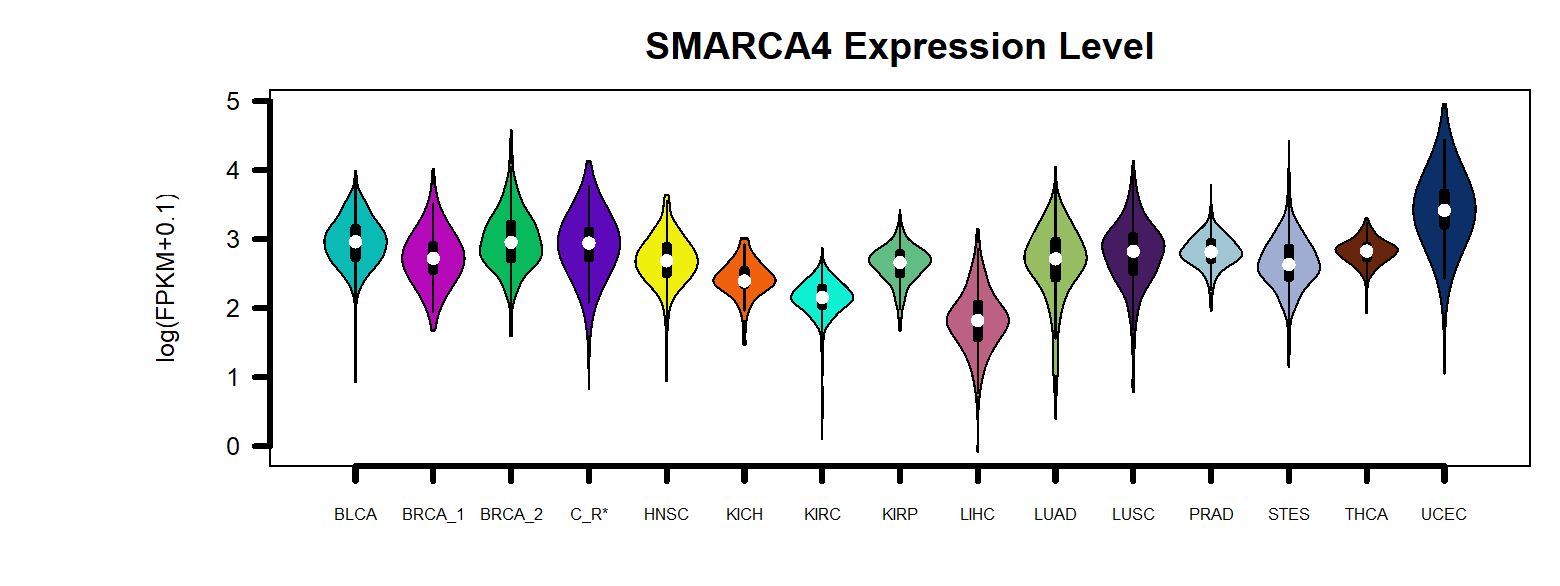 SMARCA4 Expression Level
log(FPKM+0.1)
5
4
3
2
1
0
BLCA BRCA_1 BRCA_2 C_R* HNSC KICH KIRC KIRP LIHC LUAD LUSC PRAD STES THCA UCEC